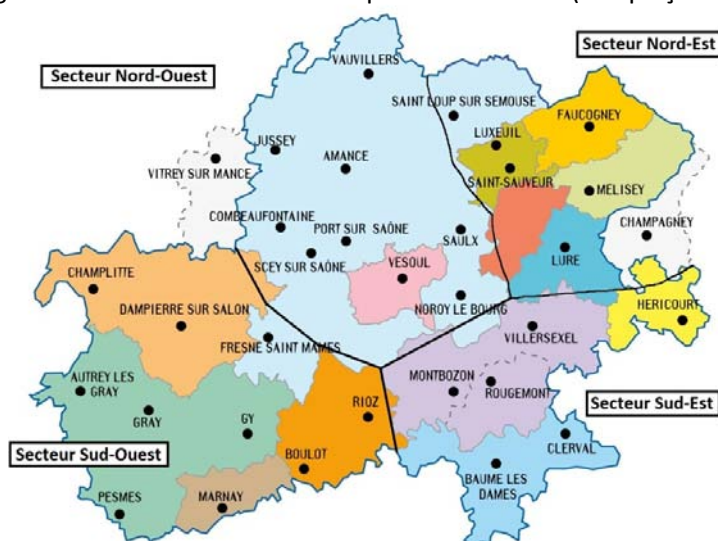 Secteur Nord-Est
VAUVILLERS
Secteur Nord-Ouest
SAINT LOUP SUR SEMOUSE
FAUCOGNEY
LUXEUIL
JUSSEY
AMANCE
VITREY SUR MANCE
SAINT-SAUVEUR
MELISEY
COMBEAUFONTAINE
PORT SUR SAÔNE
SAULX
CHAMPAGNEY
SCEY SUR SAÔNE
VESOUL
LURE
CHAMPLITTE
DAMPIERRE SUR SALON
NOROY LE BOURG
HERICOURT
VILLERSEXEL
FRESNE SAINT MAMES
AUTREY LES
GRAY
MONTBOZON
ROUGEMONT
GRAY
GY
RIOZ
Secteur Sud-Est
Secteur Sud-Ouest
BOULOT
CLERVAL
BAUME LES
DAMES
PESMES
MARNAY